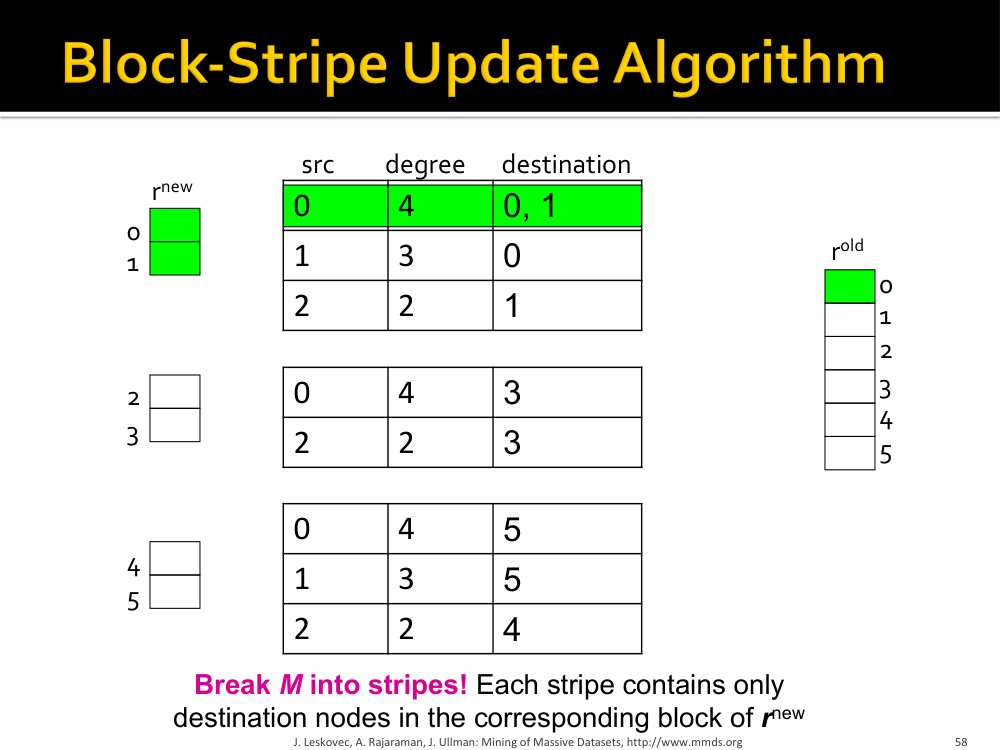 Block-Stripe Update Algorithm
src degree destination
rnew
0 4 0, 1
0
1 3 0
rold
1
0
2 2 1
1
2
0 4 3
2
3
3
4
2 2 3
5
0 4 5
4
1 3 5
5
2 2 4
Break M into stripes! Each stripe contains only
destination nodes in the corresponding block of rnew
J. Leskovec, A. Rajaraman, J. Ullman: Mining of Massive Datasets, http://www.mmds.org 58